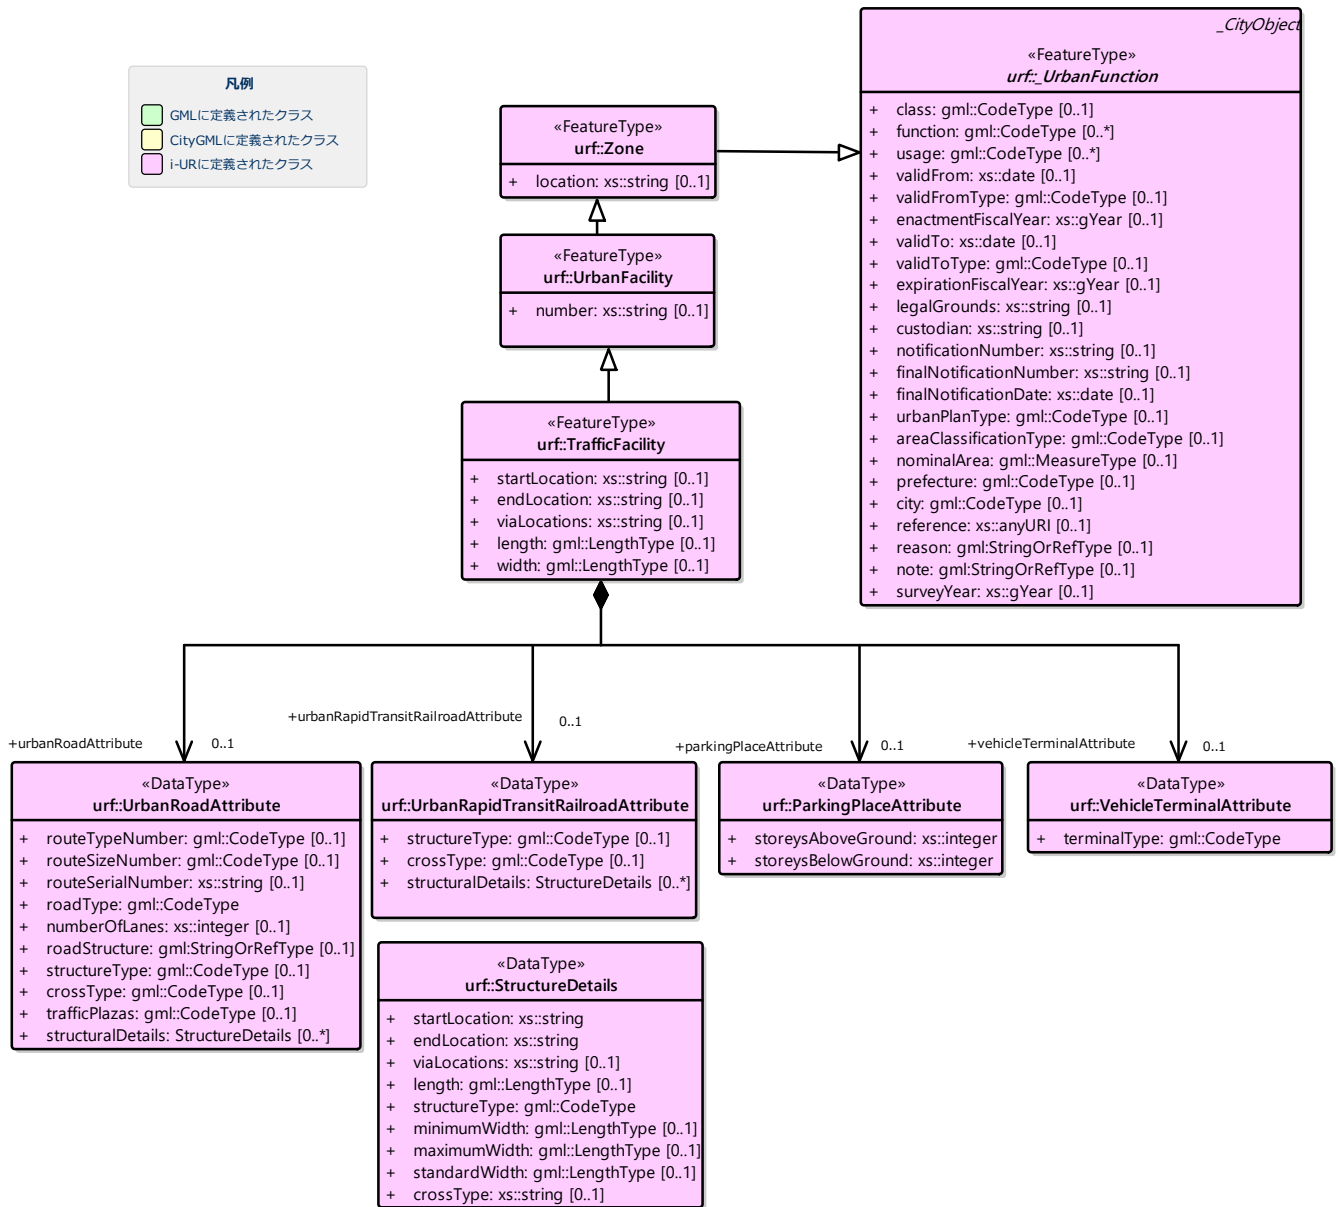 凡例
GMLに定義されたクラス
CityGMLに定義されたクラス
i-URに定義されたクラス
«FeatureType»
urf::Zone
+ location: xs::string [0..1]
_CityObject
«FeatureType»
urf::_UrbanFunction
+ class: gml::CodeType [0..1]
+ function: gml::CodeType [0..*]
+ usage: gml::CodeType [0..*]
+ validFrom: xs::date [0..1]
+ validFromType: gml::CodeType [0..1]
+ enactmentFiscalYear: xs::gYear [0..1]
+ validTo: xs::date [0..1]
+ validToType: gml::CodeType [0..1]
+ expirationFiscalYear: xs::gYear [0..1]
+ legalGrounds: xs::string [0..1]
+ custodian: xs::string [0..1]
+ notificationNumber: xs::string [0..1]
+ finalNotificationNumber: xs::string [0..1]
+ finalNotificationDate: xs::date [0..1]
+ urbanPlanType: gml::CodeType [0..1]
+ areaClassificationType: gml::CodeType [0..1]
+ nominalArea: gml::MeasureType [0..1]
+ prefecture: gml::CodeType [0..1]
+ city: gml::CodeType [0..1]
+ reference: xs::anyURI [0..1]
+ reason: gml:StringOrRefType [0..1]
+ note: gml:StringOrRefType [0..1]
+ surveyYear: xs::gYear [0..1]
«FeatureType»
urf::UrbanFacility
+ number: xs::string [0..1]
«FeatureType»
urf::TrafficFacility
+ startLocation: xs::string [0..1]
+ endLocation: xs::string [0..1]
+ viaLocations: xs::string [0..1]
+ length: gml::LengthType [0..1]
+ width: gml::LengthType [0..1]
+urbanRoadAttribute 0..1
+urbanRapidTransitRailroadAttribute 0..1
+parkingPlaceAttribute 0..1
+vehicleTerminalAttribute 0..1
«DataType»
urf::UrbanRoadAttribute
+ routeTypeNumber: gml::CodeType [0..1]
+ routeSizeNumber: gml::CodeType [0..1]
+ routeSerialNumber: xs::string [0..1]
+ roadType: gml::CodeType
+ numberOfLanes: xs::integer [0..1]
+ roadStructure: gml:StringOrRefType [0..1]
+ structureType: gml::CodeType [0..1]
+ crossType: gml::CodeType [0..1]
+ trafficPlazas: gml::CodeType [0..1]
+ structuralDetails: StructureDetails [0..*]
«DataType»
urf::UrbanRapidTransitRailroadAttribute
+ structureType: gml::CodeType [0..1]
+ crossType: gml::CodeType [0..1]
+ structuralDetails: StructureDetails [0..*]
«DataType»
urf::ParkingPlaceAttribute
+ storeysAboveGround: xs::integer
+ storeysBelowGround: xs::integer
«DataType»
urf::VehicleTerminalAttribute
+ terminalType: gml::CodeType
«DataType»
urf::StructureDetails
+ startLocation: xs::string
+ endLocation: xs::string
+ viaLocations: xs::string [0..1]
+ length: gml::LengthType [0..1]
+ structureType: gml::CodeType
+ minimumWidth: gml::LengthType [0..1]
+ maximumWidth: gml::LengthType [0..1]
+ standardWidth: gml::LengthType [0..1]
+ crossType: xs::string [0..1]